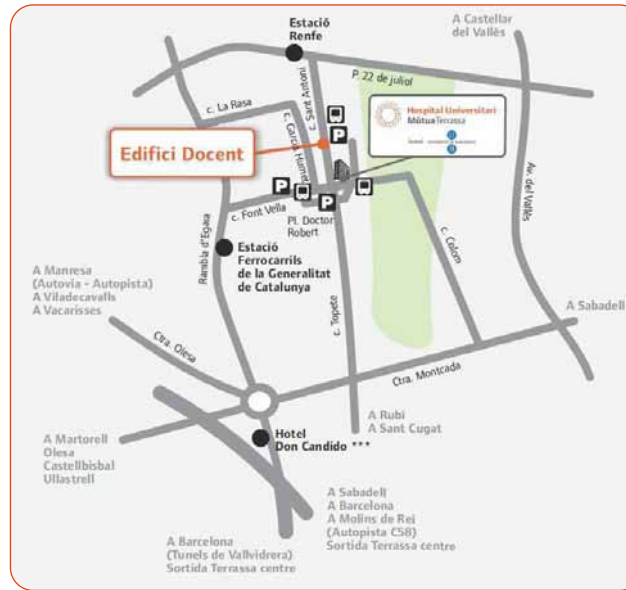 A Castellar
del Vallès
Estació
Renfe
P. 22 de juliol
c. La Rasa
c. Sant Antoni
c. Garcia Humet
Hospital Universitari
MútuaTerrassa
Edifici Docent
P
P
P
c. Font Vella
Pl. Doctor
Robert
Av. del Vallès
c. Colom
Rambla d'Egara
Estació
Ferrocarrils
de la Generalitat
de Catalunya
A Manresa
(Autovia - Autopista)
A Viladecavalls
A Vacarisses
c. Topete
A Sabadell
Ctra. Olesa
Ctra. Montcada
A Rubí
A Sant Cugat
Hotel
Don Candido ***
A Martorell
Olesa
Castellbisbal
Ullastrell
A Sabadell
A Barcelona
A Molins de Rei
(Autopista C58)
Sortida Terrassa centre
A Barcelona
(Tunels de Vallvidrera)
Sortida Terrassa centre